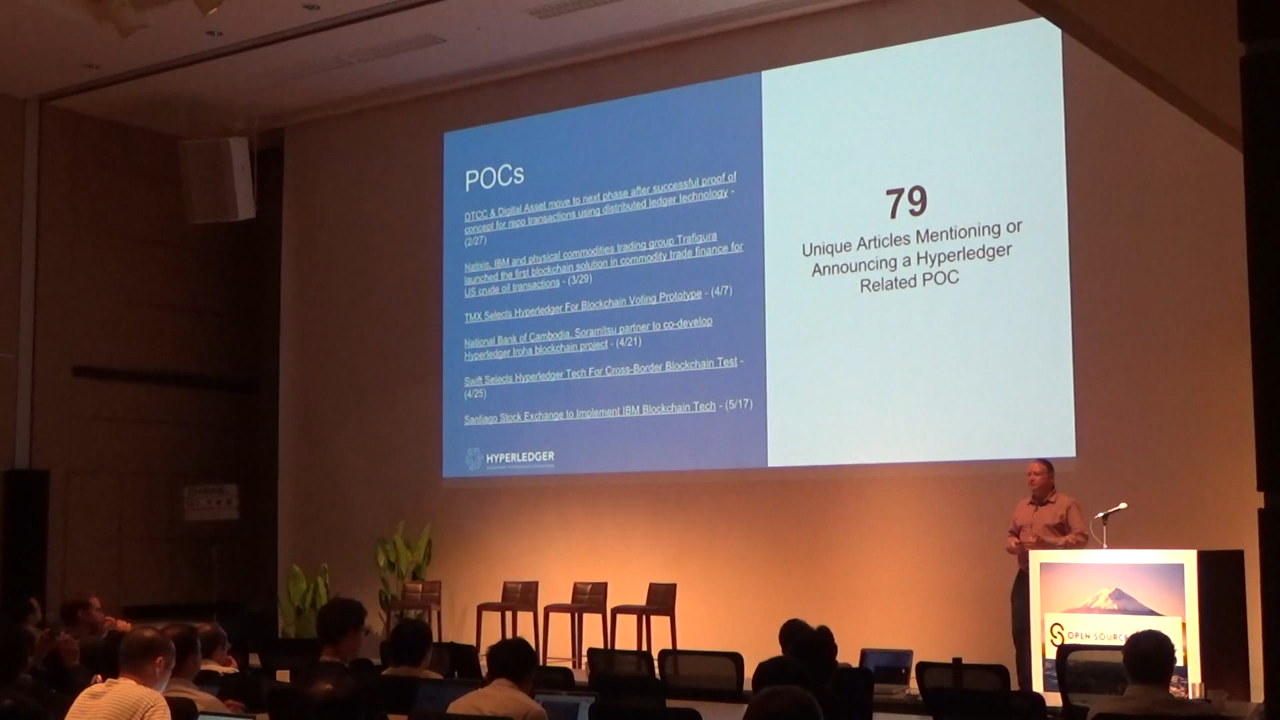 POCs
DTCC & Digital Asset move to next phase after successful proof of
concept for repo transactions using distributed ledger technology -
(2/27)
Natixis, IBM and physical commodities trading group Trafigura
launched the first blockchain solution in commodity trade finance for
US crude oil transactions - (3/29)
TMX Selects Hyperledger For Blockchain Voting Prototype - (4/7)
National Bank of Cambodia, Soramitsu partner to co-develop
Hyperledger Iroha blockchain project - (4/21)
Swift Selects Hyperledger Tech For Cross-Border Blockchain Test -
(4/25)
Santiago Stock Exchange to Implement IBM Blockchain Tech - (5/17)
HYPERLEDGER
79
Unique Articles Mentioning or
Announcing a Hyperledger
Related POC
OPEN SOURCE